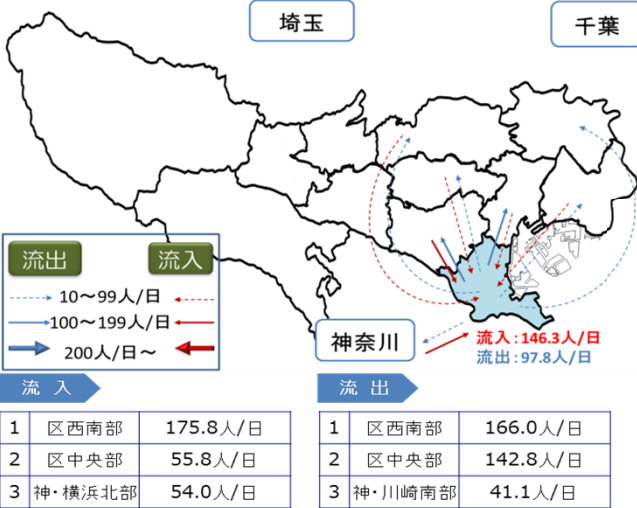 埼玉
千葉
流出 流入
10～99人/日
100～199人/日
200人/日～
神奈川
流入：146.3人/日
流出：97.8人/日
流 入
1 区西南部 175.8人/日
2 区中央部 55.8人/日
3 神・横浜北部 54.0人/日
流 出
1 区西南部 166.0人/日
2 区中央部 142.8人/日
3 神・川崎南部 41.1人/日